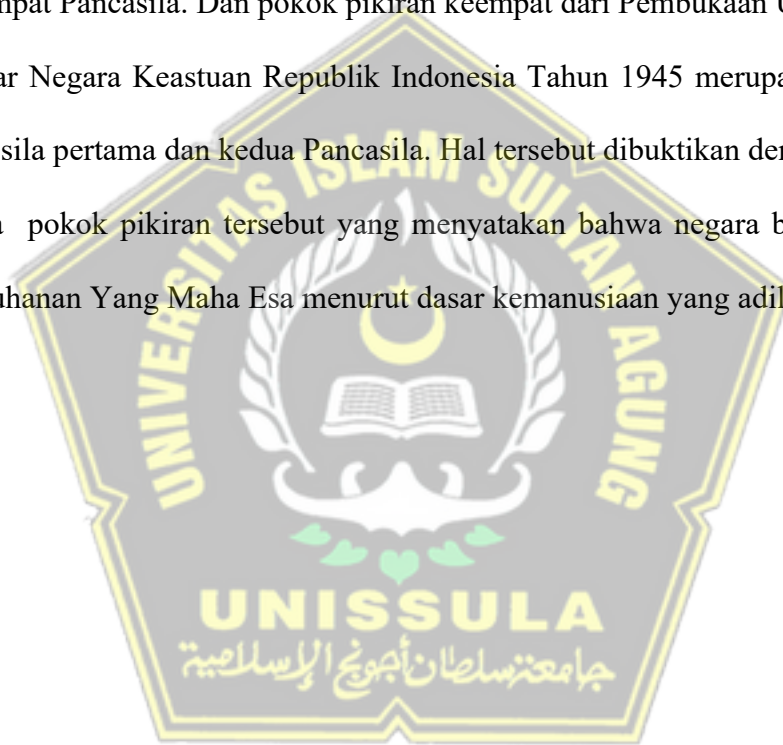 mpat Pancasila. Dan pokok pikiran keempat dari Pembukaan U
ar Negara Keastuan Republik Indonesia Tahun 1945 merupa
sila pertama dan kedua Pancasila. Hal tersebut dibuktikan den
a pokok pikiran tersebut yang menyatakan bahwa negara b
uhanan Yang Maha Esa menurut dasar kemanusiaan yang adil
UNIVERSITAS ISLAM SULTAN AGUNG
UNISSULA
جامعة سلطان أجونج الإسلامية